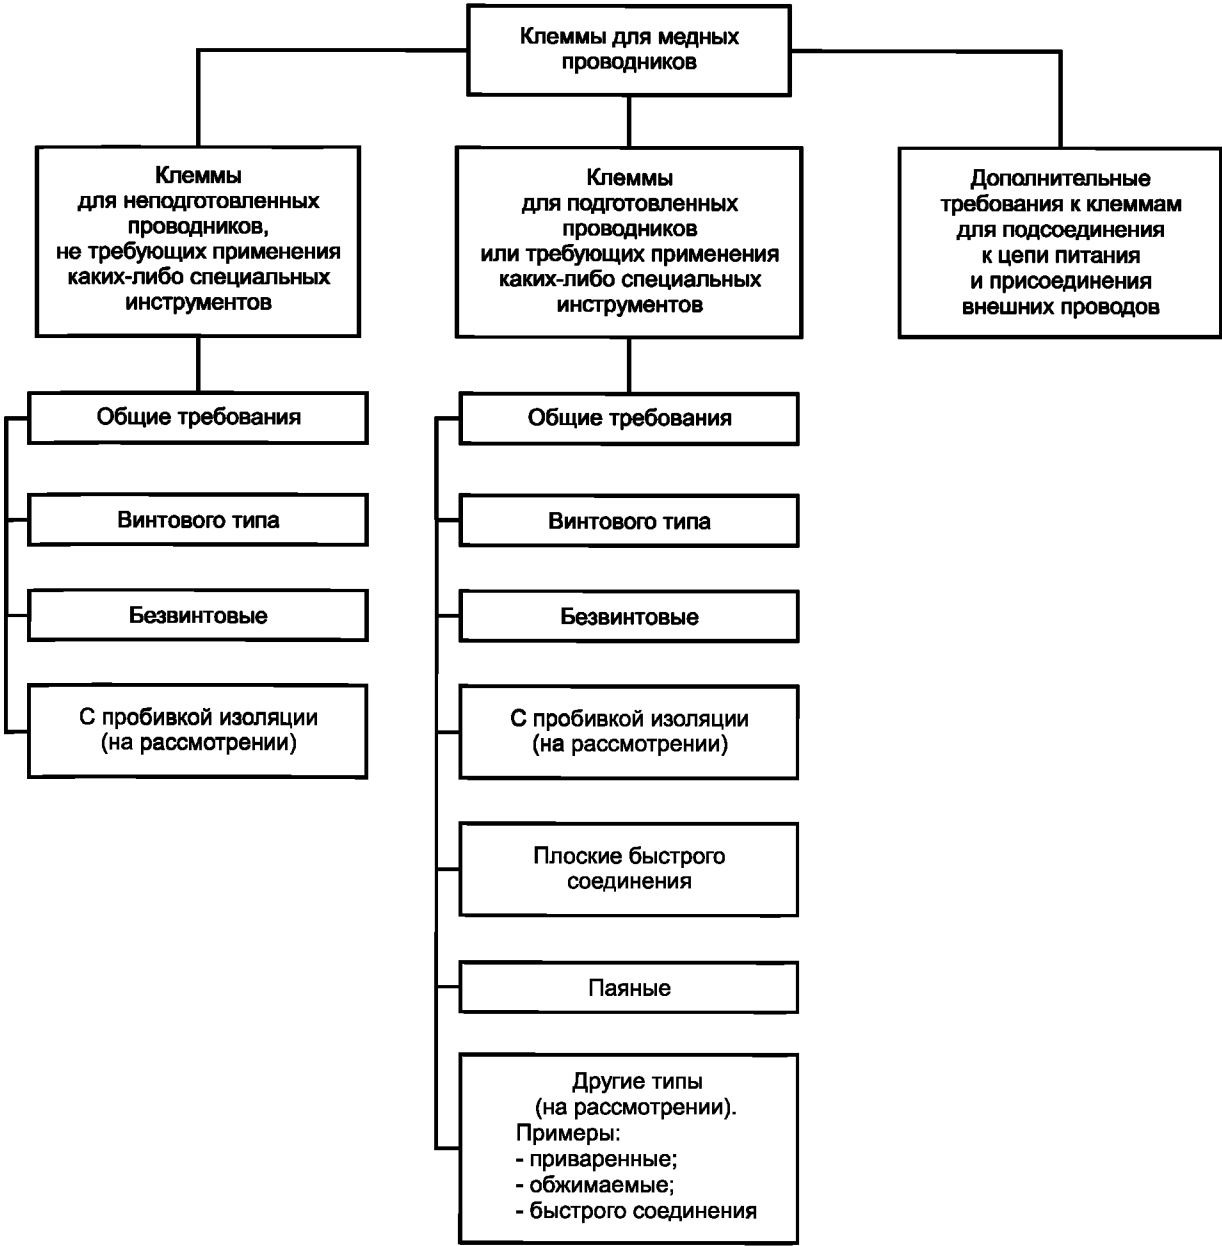 Клеммы для медных
проводников
Клеммы
для неподготовленных
проводников,
не требующих применения
каких-либо специальных
инструментов
Клеммы
для подготовленных
проводников
или требующих применения
каких-либо специальных
инструментов
Дополнительные
требования к клеммам
для подсоединения
к цепи питания
и присоединения
внешних проводов
Общие требования
Винтового типа
Безвинтовые
С пробивкой изоляции
(на рассмотрении)
Общие требования
Винтового типа
Безвинтовые
С пробивкой изоляции
(на рассмотрении)
Плоские быстрого
соединения
Паяные
Другие типы
(на рассмотрении).
Примеры:
- приваренные;
- обжимаемые;
- быстрого соединения